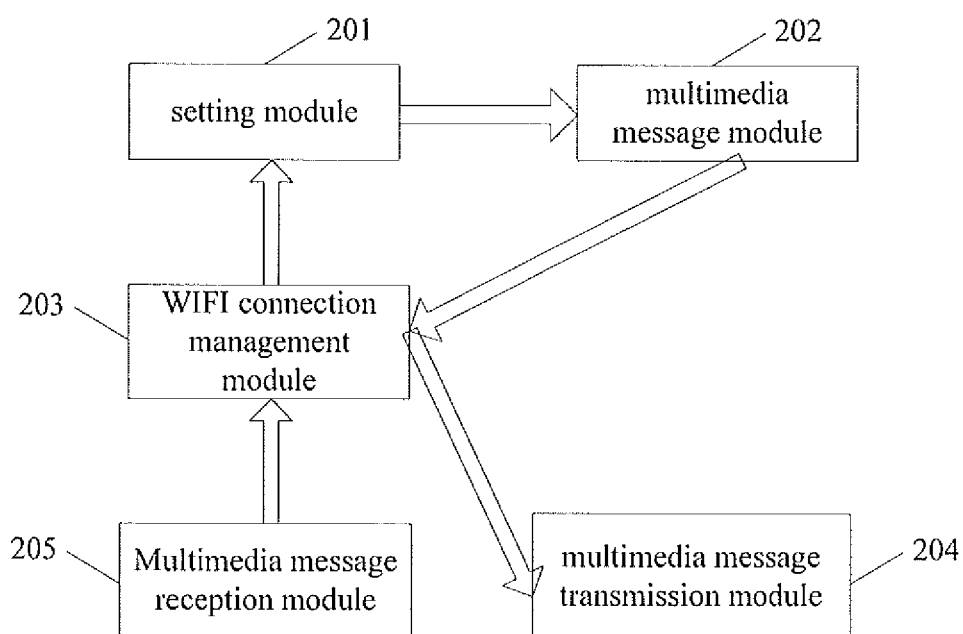 201
202
setting module
multimedia
message module
203
WIFI connection
management
module
205
Multimedia message
reception module
multimedia message
transmission module
204